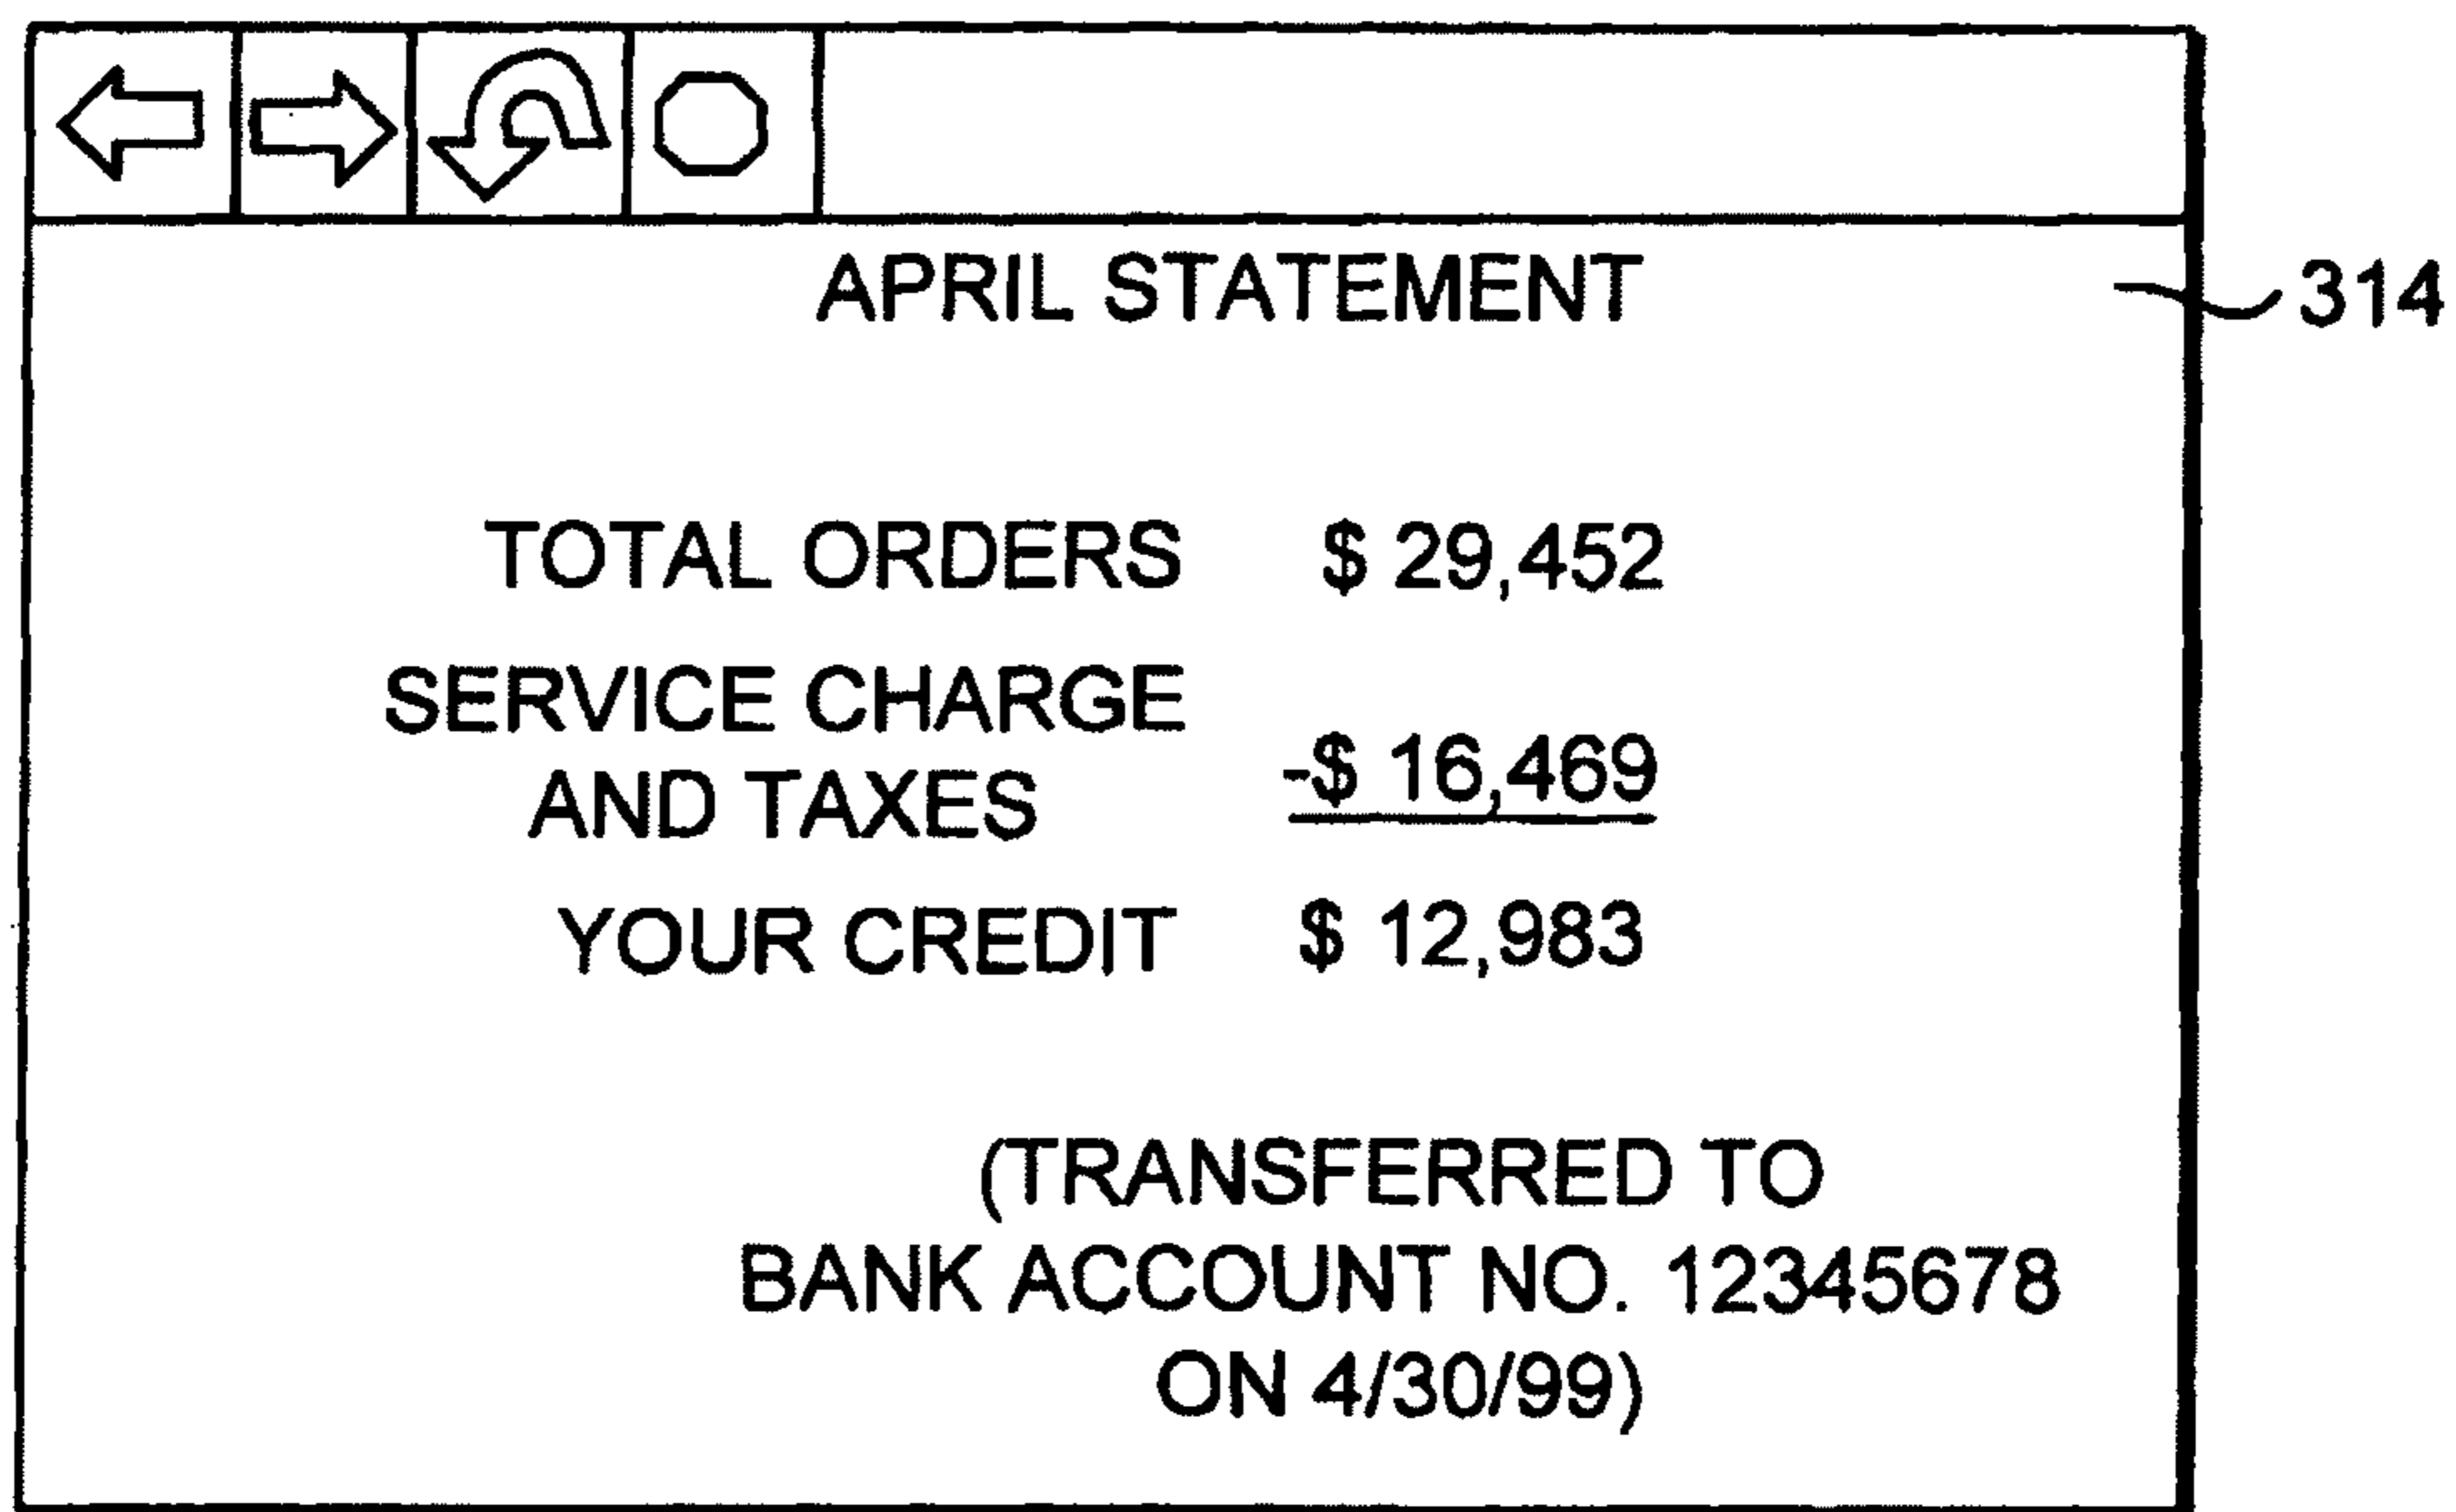 APRIL STATEMENT
314
TOTAL ORDERS $ 29,452
SERVICE CHARGE
AND TAXES -$ 16,469
YOUR CREDIT $ 12,983
(TRANSFERRED TO
BANK ACCOUNT NO. 12345678
ON 4/30/99)